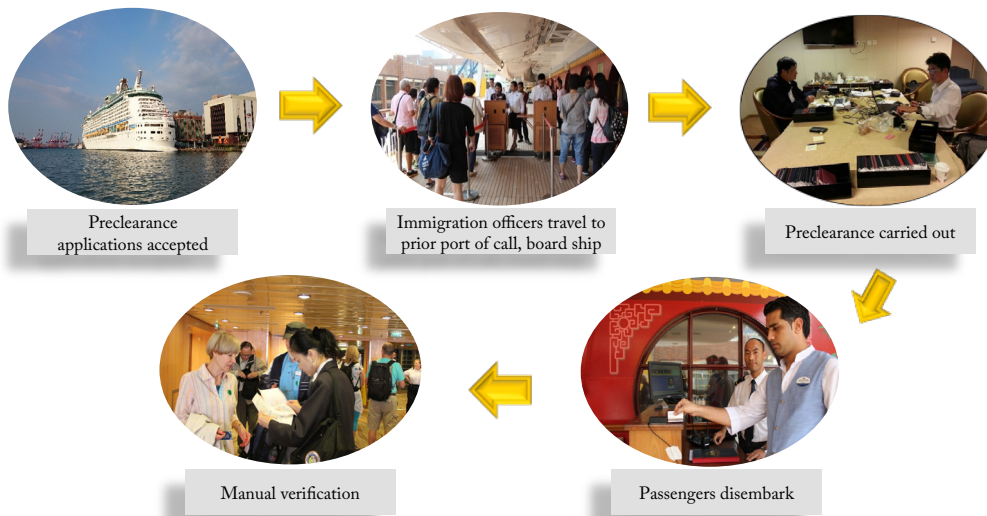 Preclearance
applications accepted
Immigration officers travel to
prior port of call, board ship
Preclearance carried out
Passengers disembark
Manual verification